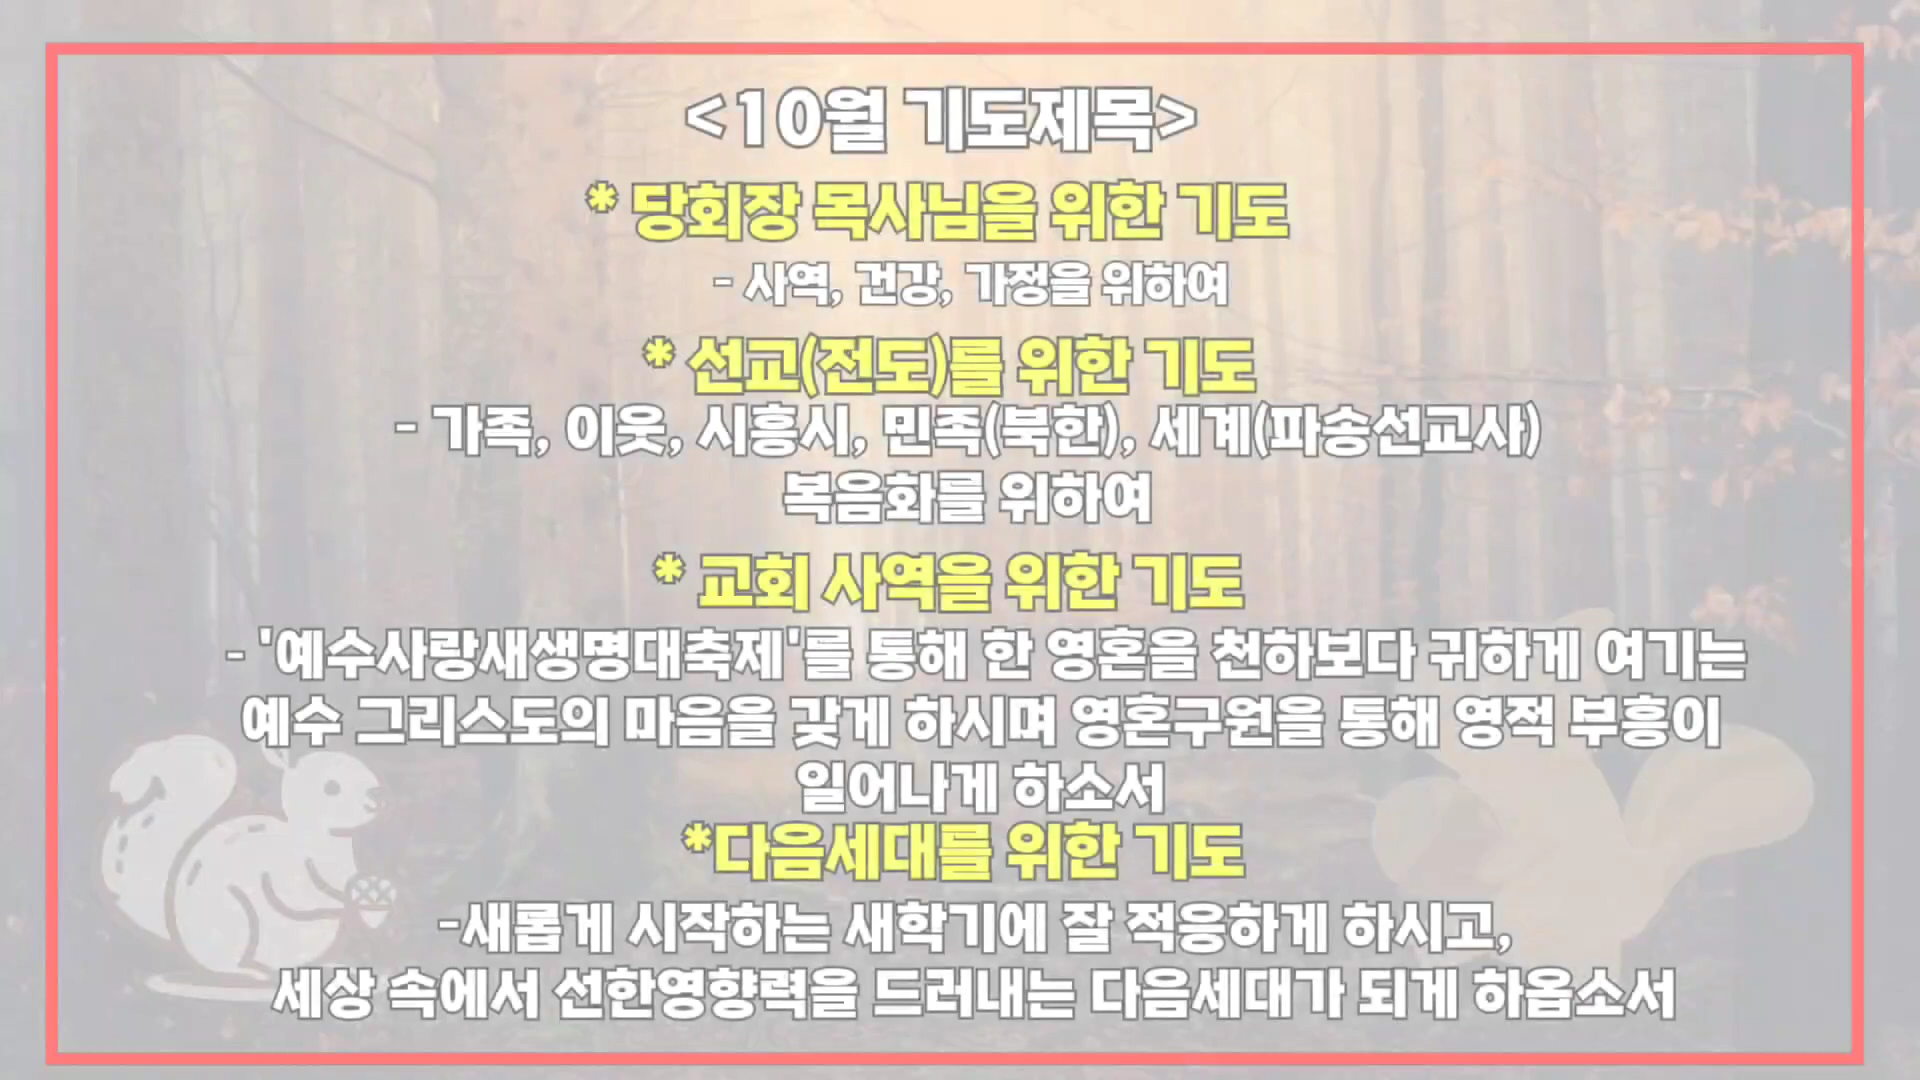 <10월 기도제목>
* 당회장 목사님을 위한 기도
- 사역, 건강, 가정을 위하여
* 선교(전도)를 위한 기도
- 가족, 이웃, 시흥시, 민족(북한), 세계(파송선교사)
복음화를 위하여
* 교회 사역을 위한 기도
- '예수사랑새생명대축제'를 통해 한 영혼을 천하보다 귀하게 여기는
예수 그리스도의 마음을 갖게 하시며 영혼구원을 통해 영적 부흥이
일어나게 하소서
*다음세대를 위한 기도
-새롭게 시작하는 새학기에 잘 적응하게 하시고,
세상 속에서 선한영향력을 드러내는 다음세대가 되게 하옵소서